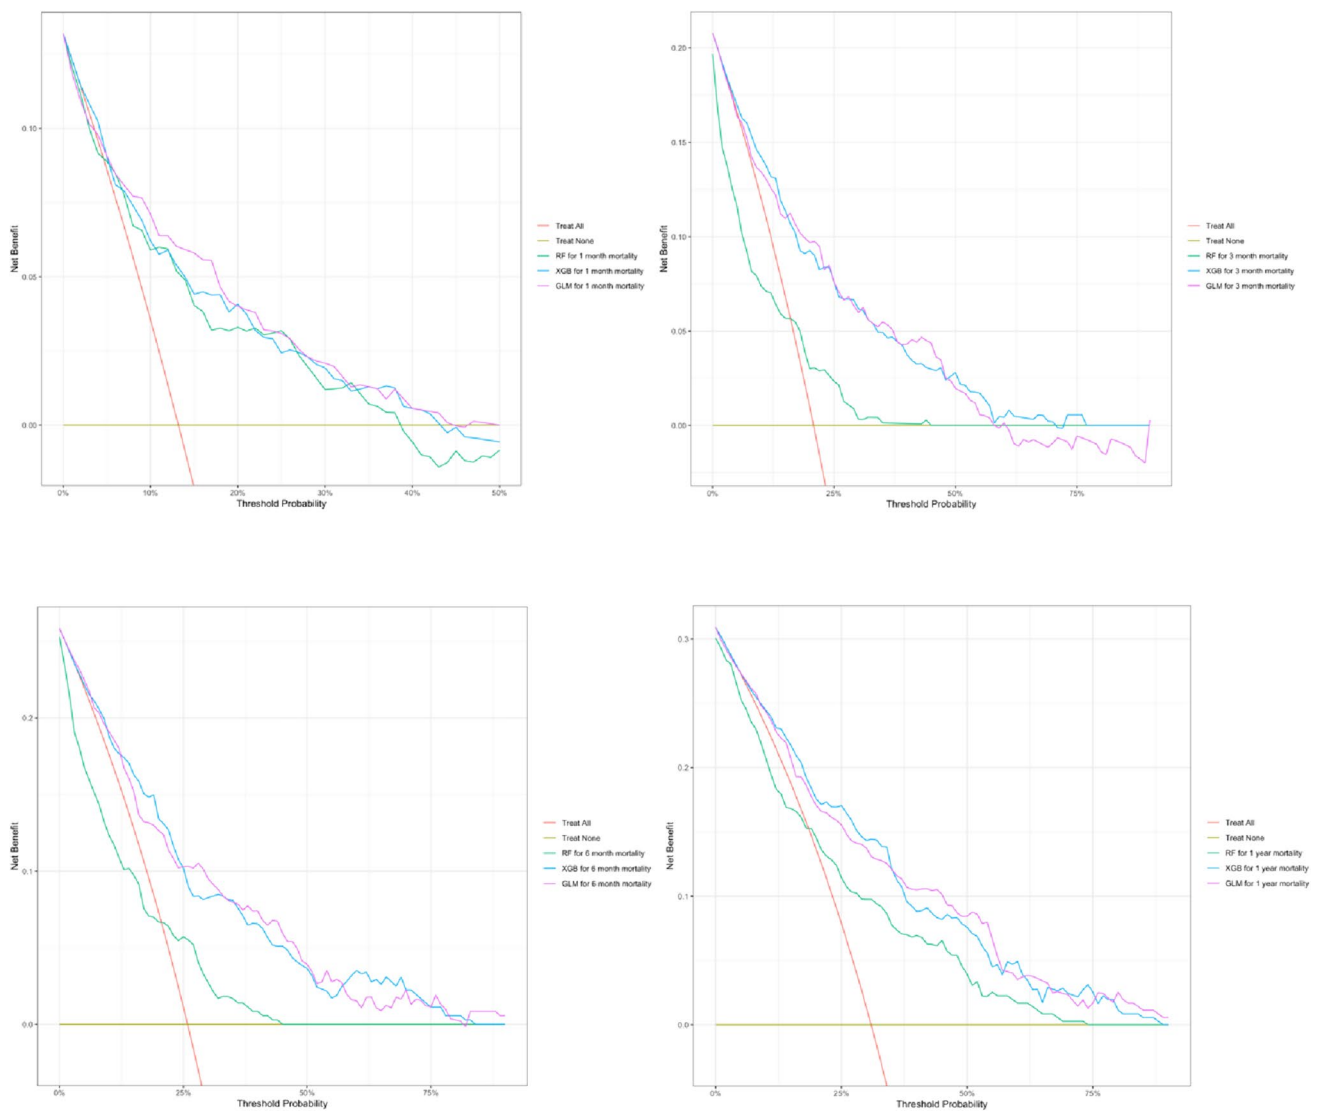 0.10
0.05
0.00
Net Benefit
0%
10%
20%
30%
40%
50%
Threshold Probability
Treat All
Treat None
RF for 1 month mortality
XGB for 1 month mortality
GLM for 1 month mortality
0.20
0.15
0.10
0.05
0.00
Net Benefit
0%
25%
50%
75%
Threshold Probability
Treat All
Treat None
RF for 3 month mortality
XGB for 3 month mortality
GLM for 3 month mortality
0.2
0.1
0.0
Net Benefit
0%
25%
50%
75%
Threshold Probability
Treat All
Treat None
RF for 6 month mortality
XGB for 6 month mortality
GLM for 6 month mortality
0.3
0.2
0.1
0.0
Net Benefit
0%
25%
50%
75%
Threshold Probability
Treat All
Treat None
RF for 1 year mortality
XGB for 1 year mortality
GLM for 1 year mortality